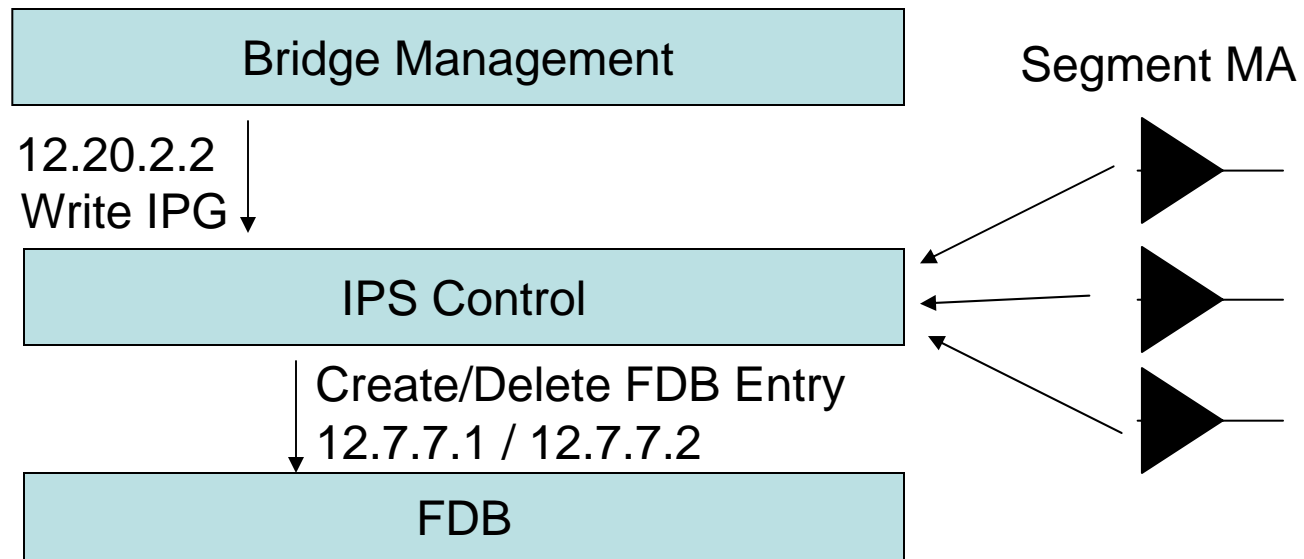 Bridge Management
Segment MA
12.20.2.2
Write IPG
IPS Control
Create/Delete FDB Entry
12.7.7.1 / 12.7.7.2
FDB